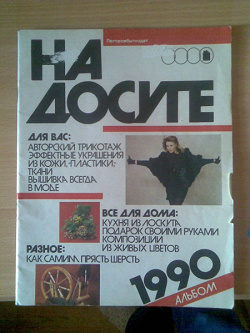 НА
ДОСУГЕ
ДЛЯ ВАС:
АВТОРСКИЙ ТРИКОТАЖ
ЭФФЕКТНЫЕ УКРАШЕНИЯ
ИЗ КОЖИ, ПЛАСТИКИ,
ТКАНИ
ВЫШИВКА ВСЕГДА
В МОДЕ
ВСЕ ДЛЯ ДОМА:
КУХНЯ ИЗ ЛОСКУТА
ПОДАРОК СВОИМИ РУКАМИ
КОМПОЗИЦИИ
ИЗ ЖИВЫХ ЦВЕТОВ
РАЗНОЕ:
КАК САМИМ ПРЯСТЬ ШЕРСТЬ
1990
АЛЬБОМ